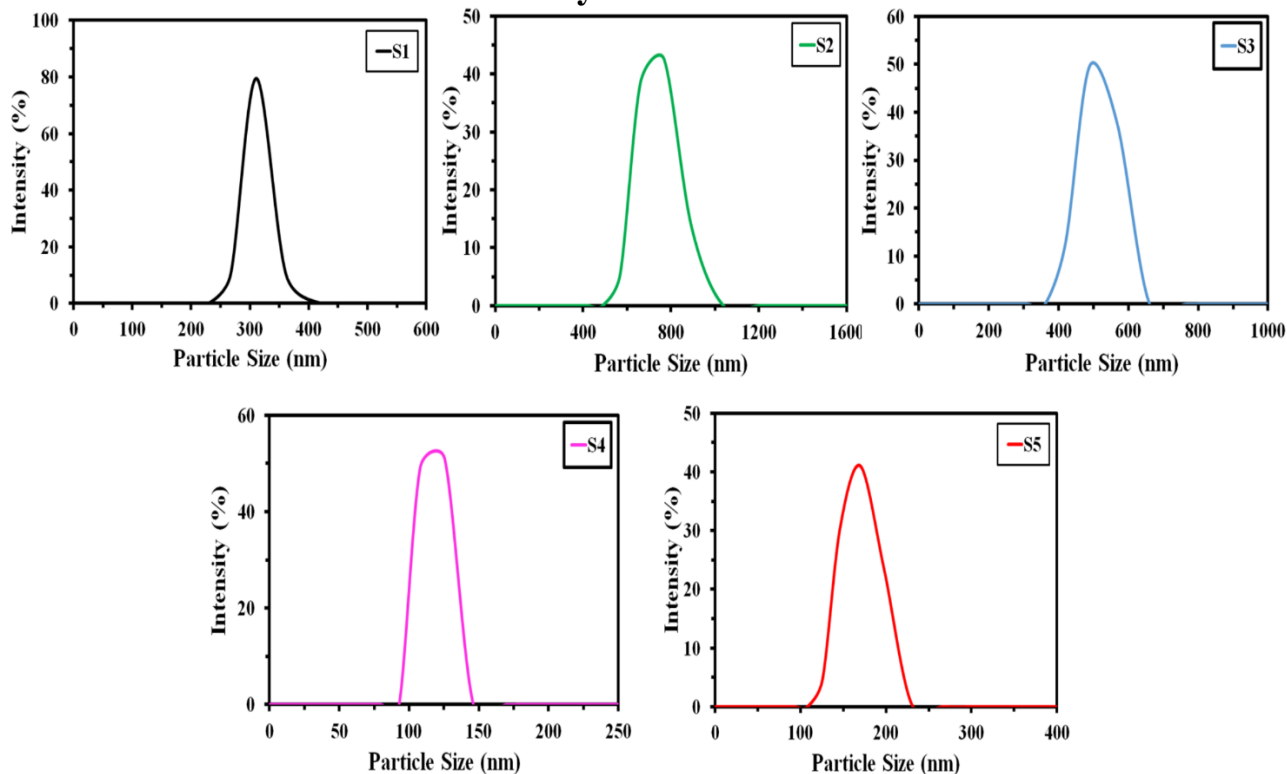 y
S1
Intensity (%)
100
80
60
40
20
0
0 100 200 300 400 500 600
Particle Size (nm)
S2
Intensity (%)
50
40
30
20
10
0
0 400 800 1200 1600
Particle Size (nm)
S3
Intensity (%)
60
50
40
30
20
10
0
0 200 400 600 800 1000
Particle Size (nm)
S4
Intensity (%)
60
40
20
0
0 50 100 150 200 250
Particle Size (nm)
S5
Intensity (%)
50
40
30
20
10
0
0 100 200 300 400
Particle Size (nm)